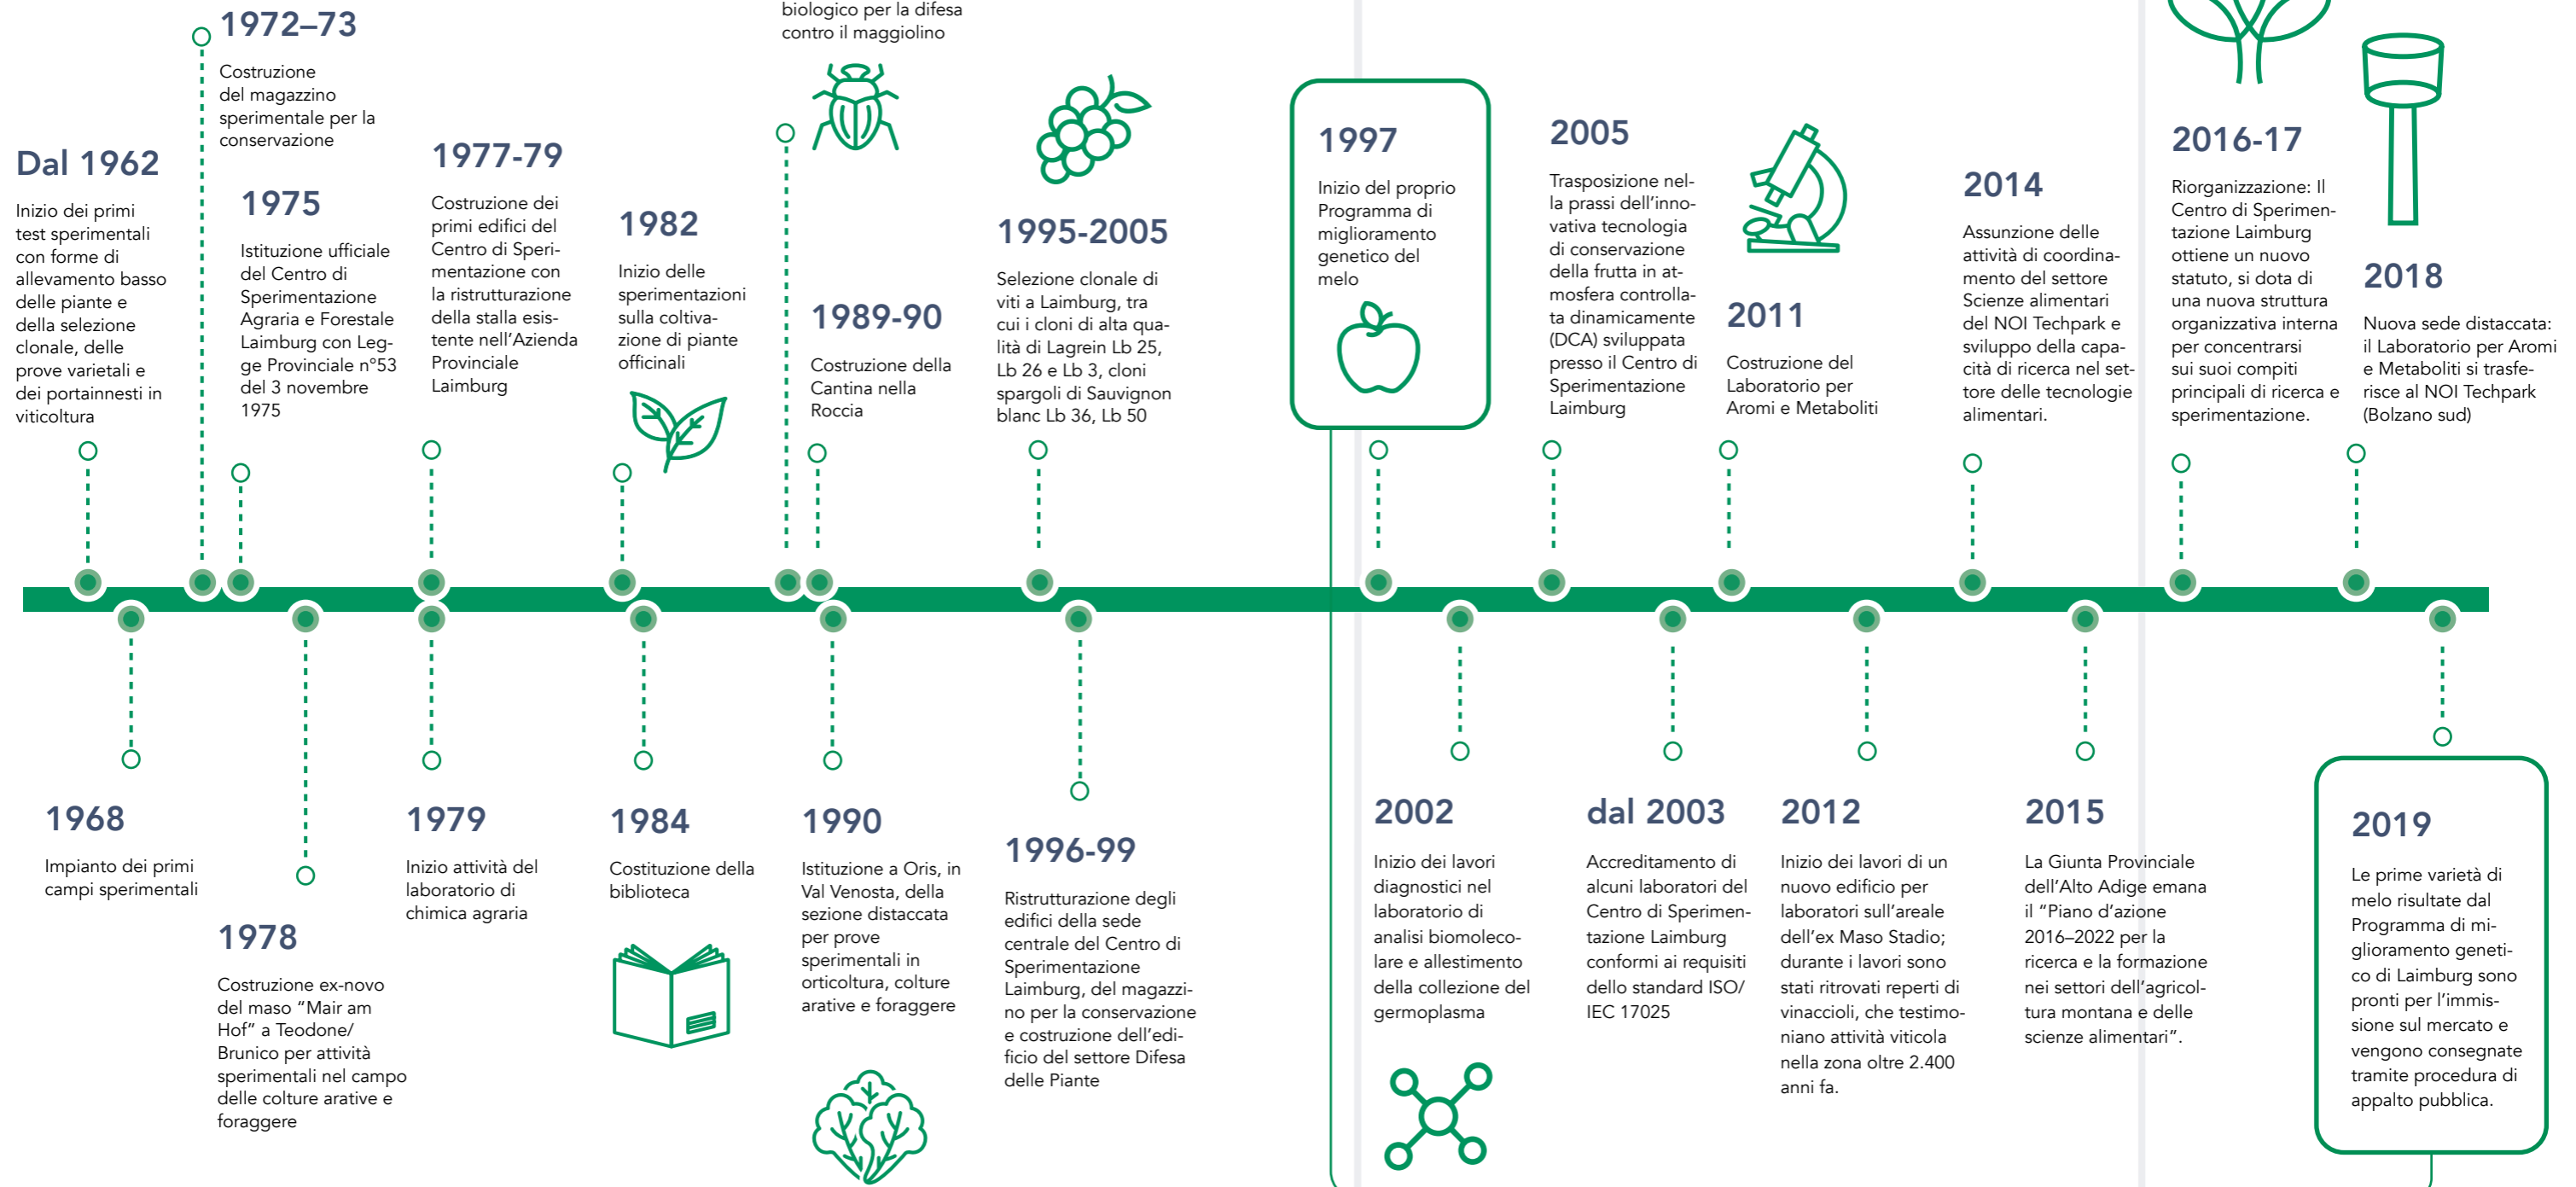 biologico per la difesa
contro il maggiolino
1972–73
Costruzione
del magazzino
sperimentale per la
conservazione
Dal 1962
Inizio dei primi
test sperimentali
con forme di
allevamento basso
delle piante e
della selezione
clonale, delle
prove varietali e
dei portainnesti in
viticoltura
1975
Istituzione ufficiale
del Centro di
Sperimentazione
Agraria e Forestale
Laimburg con Leg-
ge Provinciale n°53
del 3 novembre
1975
1977-79
Costruzione dei
primi edifici del
Centro di Speri-
mentazione con
la ristrutturazione
della stalla esis-
tente nell’Azienda
Provinciale
Laimburg
1982
Inizio delle
sperimentazioni
sulla coltiva-
zione di piante
officinali
1989-90
Costruzione della
Cantina nella
Roccia
1995-2005
Selezione clonale di
viti a Laimburg, tra
cui i cloni di alta qua-
lità di Lagrein Lb 25,
Lb 26 e Lb 3, cloni
spargoli di Sauvignon
blanc Lb 36, Lb 50
1997
Inizio del proprio
Programma di
miglioramento
genetico del
melo
2005
Trasposizione nel-
la prassi dell’inno-
vativa tecnologia
di conservazione
della frutta in at-
mosfera controlla-
ta dinamicamente
(DCA) sviluppata
presso il Centro di
Sperimentazione
Laimburg
2011
Costruzione del
Laboratorio per
Aromi e Metaboliti
2014
Assunzione delle
attività di coordina-
mento del settore
Scienze alimentari
del NOI Techpark e
sviluppo della capa-
cità di ricerca nel set-
tore delle tecnologie
alimentari.
2016-17
Riorganizzazione: Il
Centro di Sperimen-
tazione Laimburg
ottiene un nuovo
statuto, si dota di
una nuova struttura
organizzativa interna
per concentrarsi
sui suoi compiti
principali di ricerca e
sperimentazione.
2018
Nuova sede distaccata:
il Laboratorio per Aromi
e Metaboliti si trasfe-
risce al NOI Techpark
(Bolzano sud)
1968
Impianto dei primi
campi sperimentali
1978
Costruzione ex-novo
del maso “Mair am
Hof” a Teodone/
Brunico per attività
sperimentali nel campo
delle colture arative e
foraggere
1979
Inizio attività del
laboratorio di
chimica agraria
1984
Costituzione della
biblioteca
1990
Istituzione a Oris, in
Val Venosta, della
sezione distaccata
per prove
sperimentali in
orticoltura, colture
arative e foraggere
1996-99
Ristrutturazione degli
edifici della sede
centrale del Centro di
Sperimentazione
Laimburg, del magazzi-
no per la conservazione
e costruzione dell’edi-
ficio del settore Difesa
delle Piante
2002
Inizio dei lavori
diagnostici nel
laboratorio di
analisi biomoleco-
lare e allestimento
della collezione del
germoplasma
dal 2003
Accreditamento di
alcuni laboratori del
Centro di Sperimen-
tazione Laimburg
conformi ai requisiti
dello standard ISO/
IEC 17025
2012
Inizio dei lavori di un
nuovo edificio per
laboratori sull’areale
dell’ex Maso Stadio;
durante i lavori sono
stati ritrovati reperti di
vinaccioli, che testimo-
niano attività viticola
nella zona oltre 2.400
anni fa.
2015
La Giunta Provinciale
dell’Alto Adige emana
il “Piano d’azione
2016–2022 per la
ricerca e la formazione
nei settori dell’agricol-
tura montana e delle
scienze alimentari”.
2019
Le prime varietà di
melo risultate dal
Programma di mi-
glioramento geneti-
co di Laimburg sono
pronti per l’immis-
sione sul mercato e
vengono consegnate
tramite procedura di
appalto pubblica.